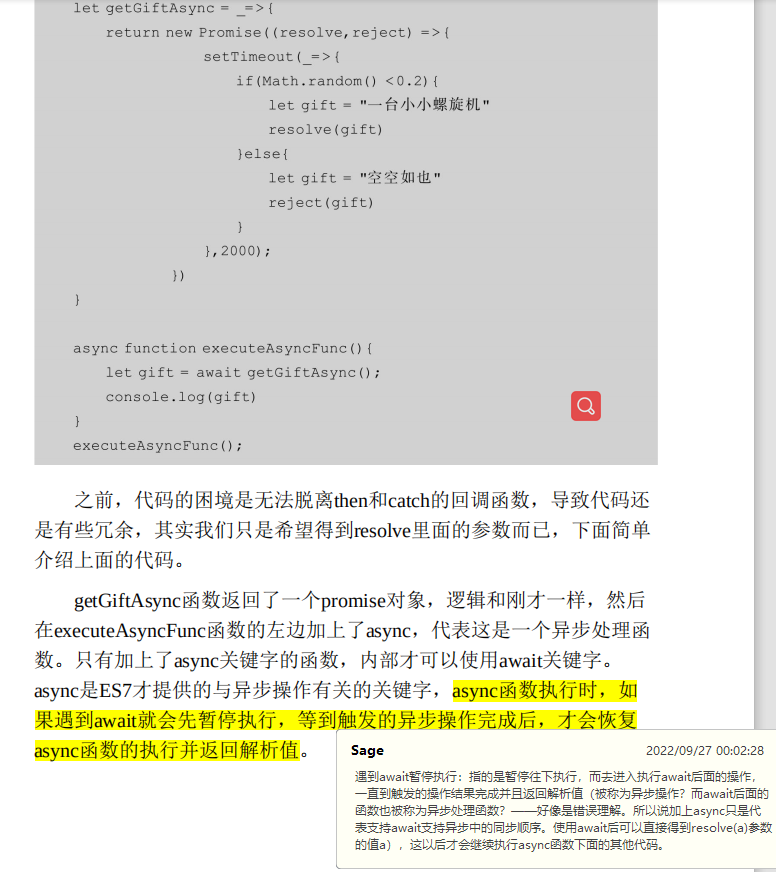 let getGiftAsync = _=>{
return new Promise((resolve,reject) =>{
setTimeout(_=>{
if(Math.random() <0.2){
let gift = "一台小小螺旋机"
resolve(gift)
}else{
let gift = "空空如也"
reject(gift)
}
},2000);
})
}
async function executeAsyncFunc(){
let gift = await getGiftAsync();
console.log(gift)
}
executeAsyncFunc();
之前，代码的困境是无法脱离then和catch的回调函数，导致代码还
是有些冗余，其实我们只是希望得到resolve里面的参数而已，下面简单
介绍上面的代码。
getGiftAsync函数返回了一个promise对象，逻辑和刚才一样，然后
在executeAsyncFunc函数的左边加上了async，代表这是一个异步处理函
数。只有加上了async关键字的函数，内部才可以使用await关键字。
async是ES7才提供的与异步操作有关的关键字，async函数执行时，如
果遇到await就会先暂停执行，等到触发的异步操作完成后，才会恢复
async函数的执行并返回解析值。
Sage 2022/09/27 00:02:28
遇到await暂停执行：指的是暂停往下执行，而去进入执行await后面的操作，
一直到触发的操作结果完成并且返回解析值（被称为异步操作？而await后面的
函数也被称为异步处理函数？——好像是错误理解。所以说加上async只是代
表支持await支持异步中的同步顺序。使用await后可以直接得到resolve(a)参数
的值a），这以后才会继续执行async函数下面的其他代码。